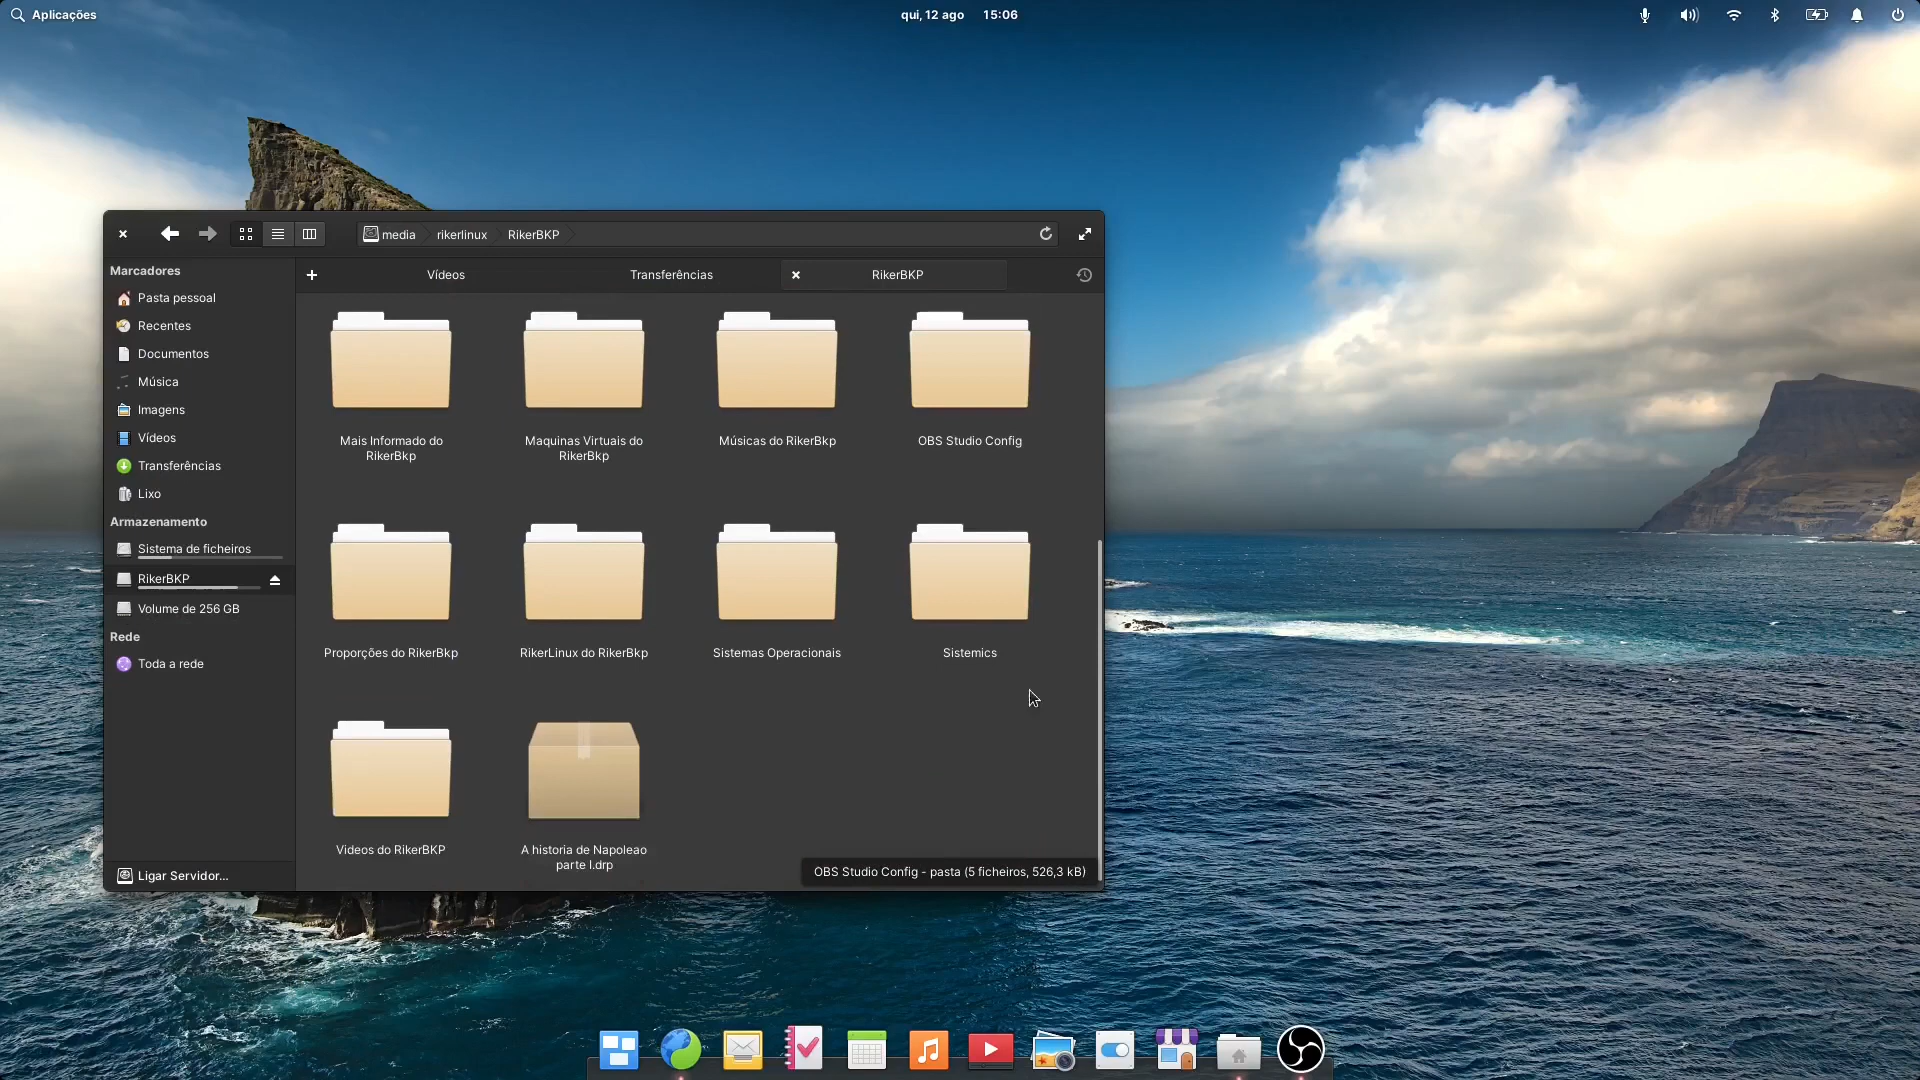 Aplicações
qui, 12 ago 15:06
media rikerlinux RikerBKP
Marcadores
Pasta pessoal
Recentes
Documentos
Música
Imagens
Vídeos
Transferências
Lixo
Armazenamento
Sistema de ficheiros
RikerBKP
Volume de 256 GB
Rede
Toda a rede
Ligar Servidor...
Vídeos Transferências RikerBKP
Mais Informado do
RikerBkp
Maquinas Virtuais do
RikerBkp
Músicas do RikerBkp
OBS Studio Config
Proporções do RikerBkp
RikerLinux do RikerBkp
Sistemas Operacionais
Sistemics
Videos do RikerBKP
A historia de Napoleao
parte I.drp
OBS Studio Config - pasta (5 ficheiros, 526,3 kB)